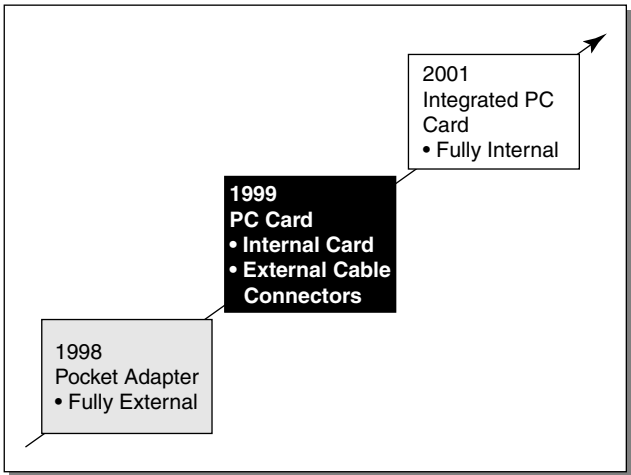 2001
Integrated PC
Card
• Fully Internal
1999
PC Card
• Internal Card
• External Cable
Connectors
1998
Pocket Adapter
• Fully External